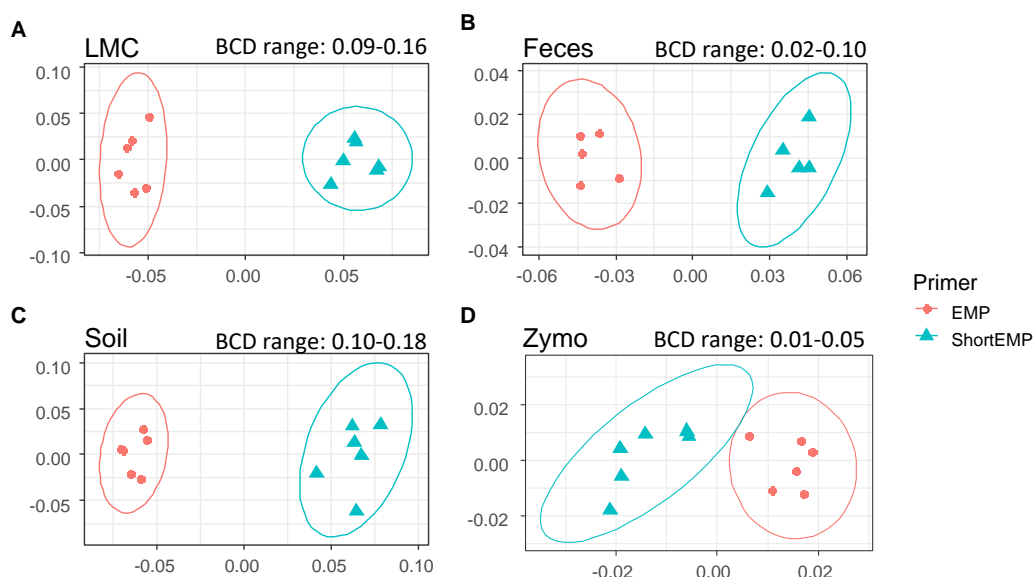 A
LMC
BCD range: 0.09-0.16
0.10
0.05
0.00
-0.05
-0.10
-0.05
0.00
0.05
B
Feces
BCD range: 0.02-0.10
0.04
0.02
0.00
-0.02
-0.04
-0.06
-0.03
0.00
0.03
0.06
C
Soil
BCD range: 0.10-0.18
0.10
0.05
0.00
-0.05
-0.05
0.00
0.05
0.10
D
Zymo
BCD range: 0.01-0.05
0.02
0.00
-0.02
-0.02
0.00
0.02
Primer
EMP
ShortEMP